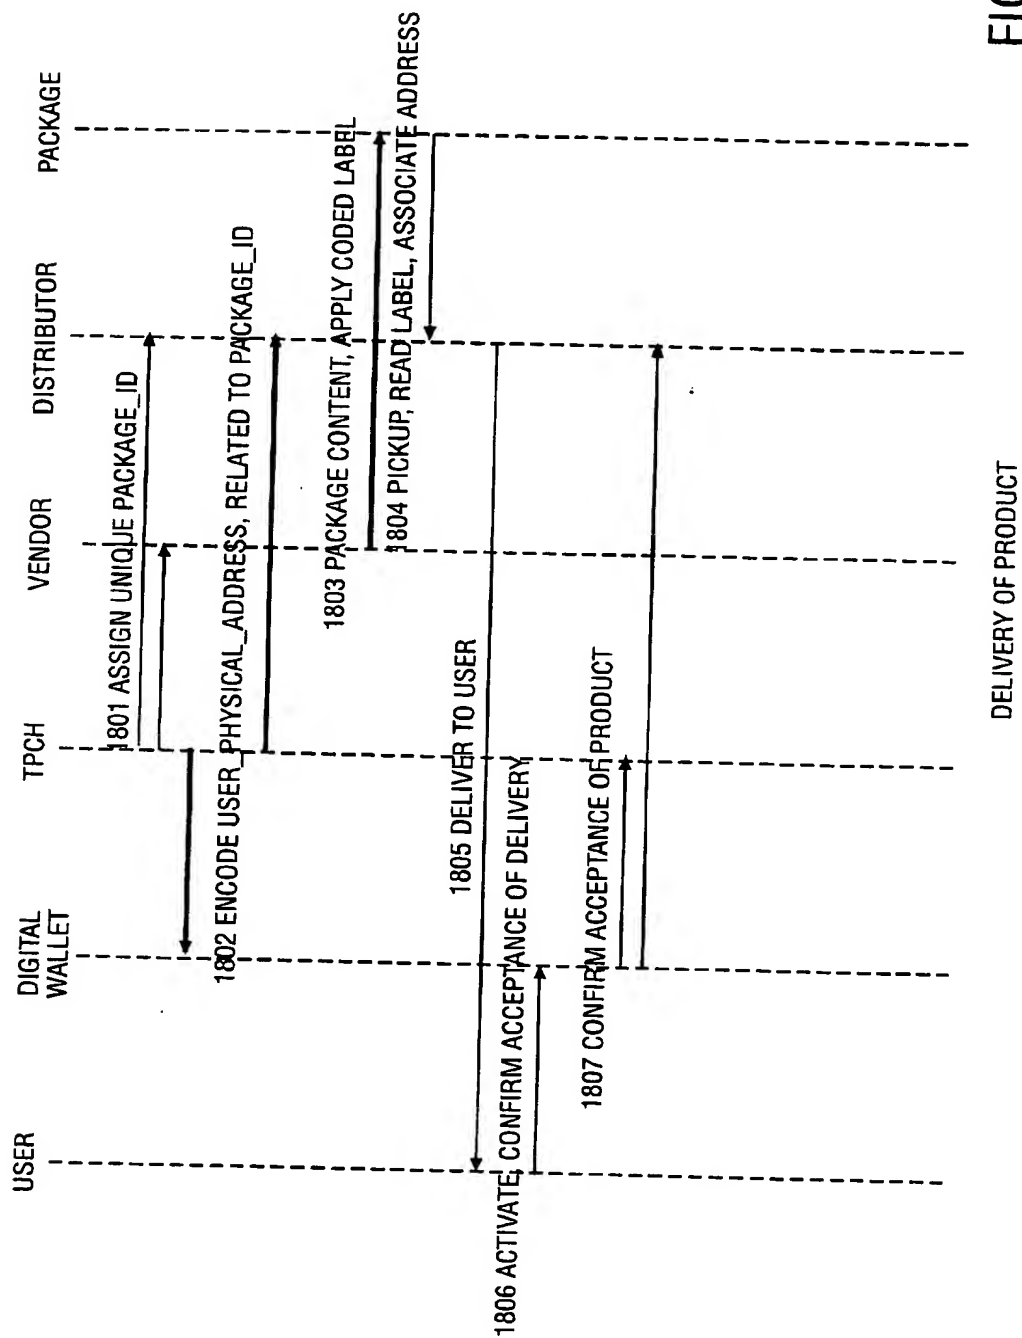 USER
DIGITAL
WALLET
TPCH
VENDOR
DISTRIBUTOR
PACKAGE
1801 ASSIGN UNIQUE PACKAGE_ID
1802 ENCODE USER_PHYSICAL_ADDRESS, RELATED TO PACKAGE_ID
1803 PACKAGE CONTENT, APPLY CODED LABEL
1804 PICKUP, READ LABEL, ASSOCIATE ADDRESS
1805 DELIVER TO USER
1806 ACTIVATE, CONFIRM ACCEPTANCE OF DELIVERY
1807 CONFIRM ACCEPTANCE OF PRODUCT
DELIVERY OF PRODUCT